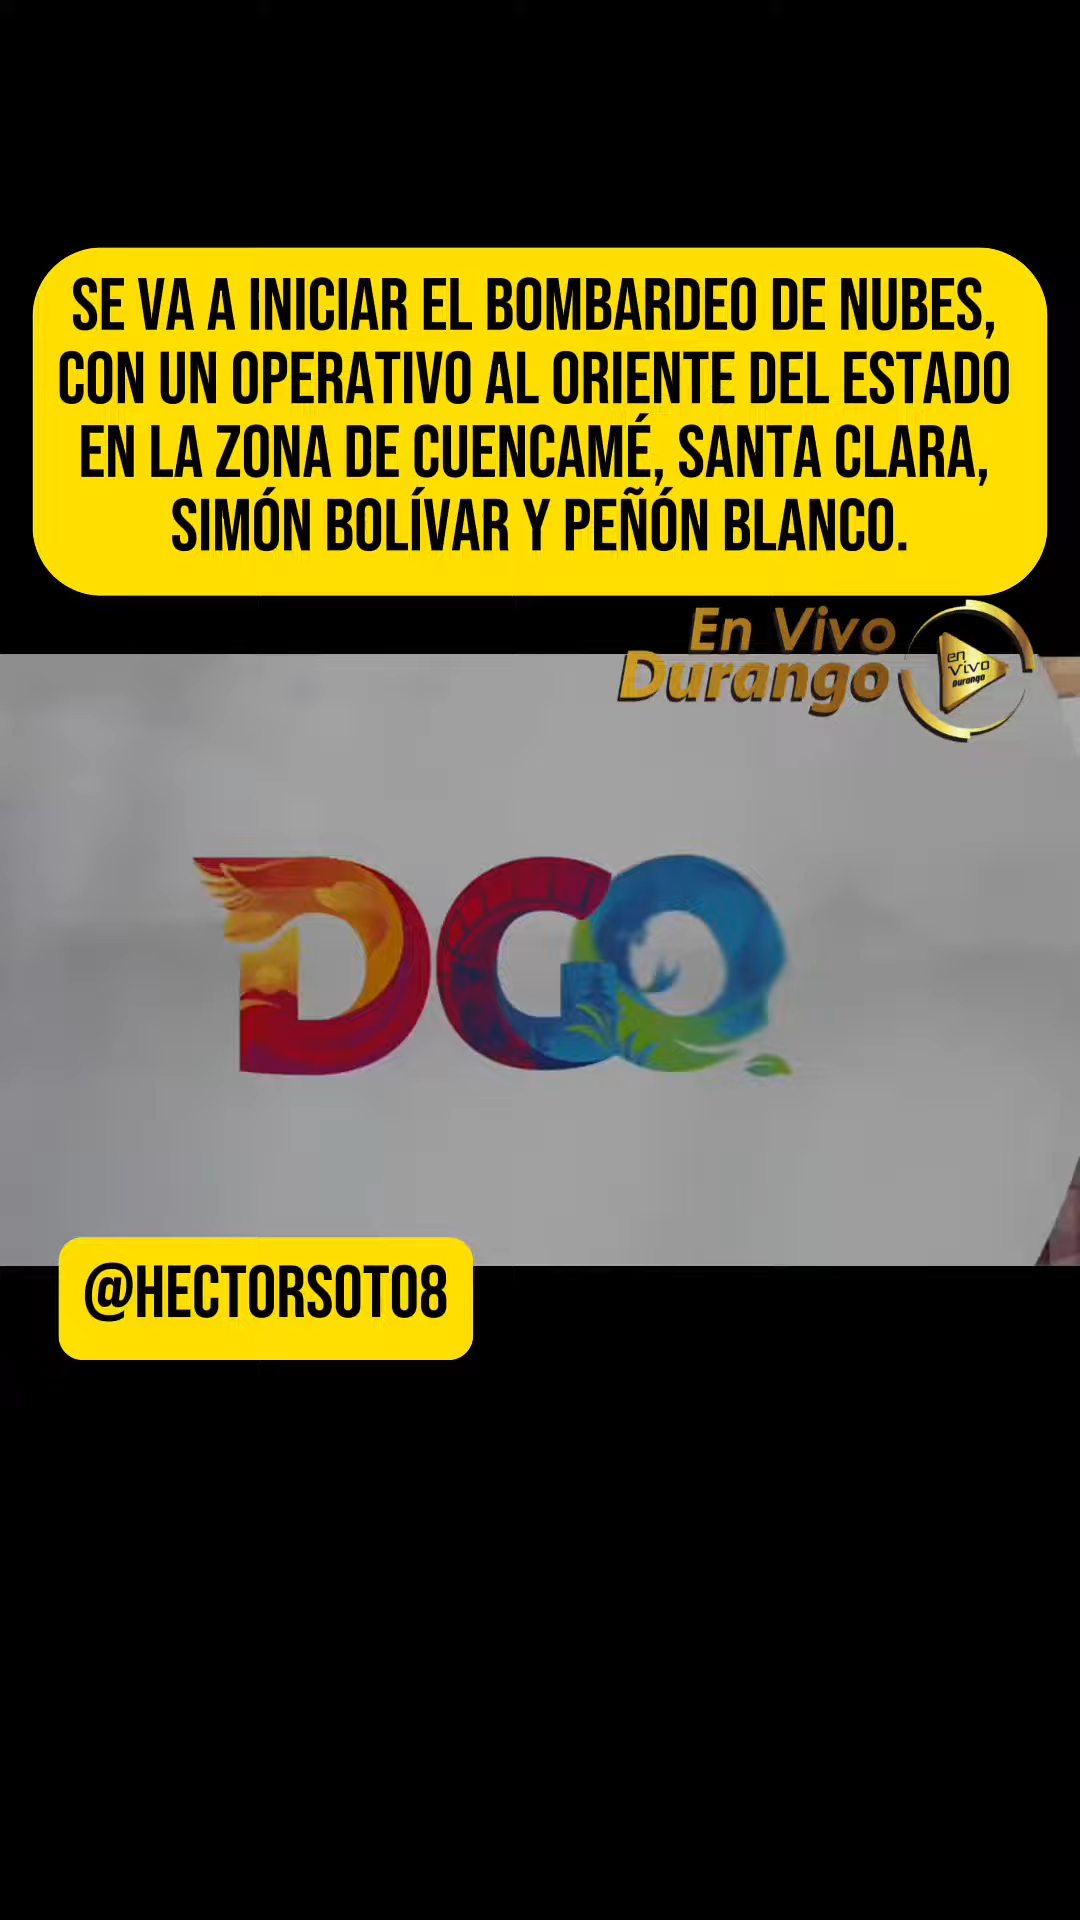 SE VA A INICIAR EL BOMBARDEO DE NUBES,
CON UN OPERATIVO AL ORIENTE DEL ESTADO
EN LA ZONA DE CUENCAMÉ, SANTA CLARA,
SIMÓN BOLÍVAR Y PEÑÓN BLANCO.
En Vivo
Durango
en
Vivo
Durango
DGO
@HECTORSOTO8